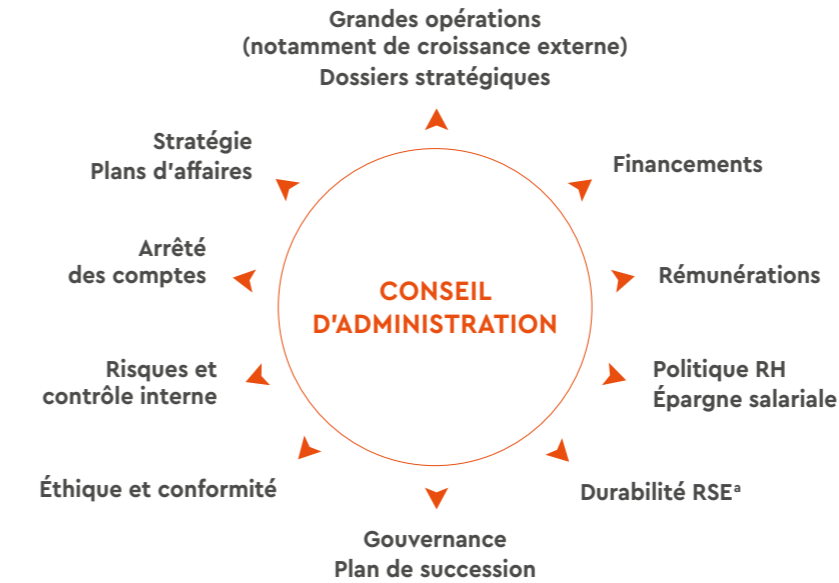 Grandes opérations
(notamment de croissance externe)
Dossiers stratégiques
Stratégie
Plans d'affaires
Financements
Arrêté
des comptes
Rémunérations
CONSEIL
D'ADMINISTRATION
Risques et
contrôle interne
Politique RH
Épargne salariale
Éthique et conformité
Durabilité RSEᵃ
Gouvernance
Plan de succession